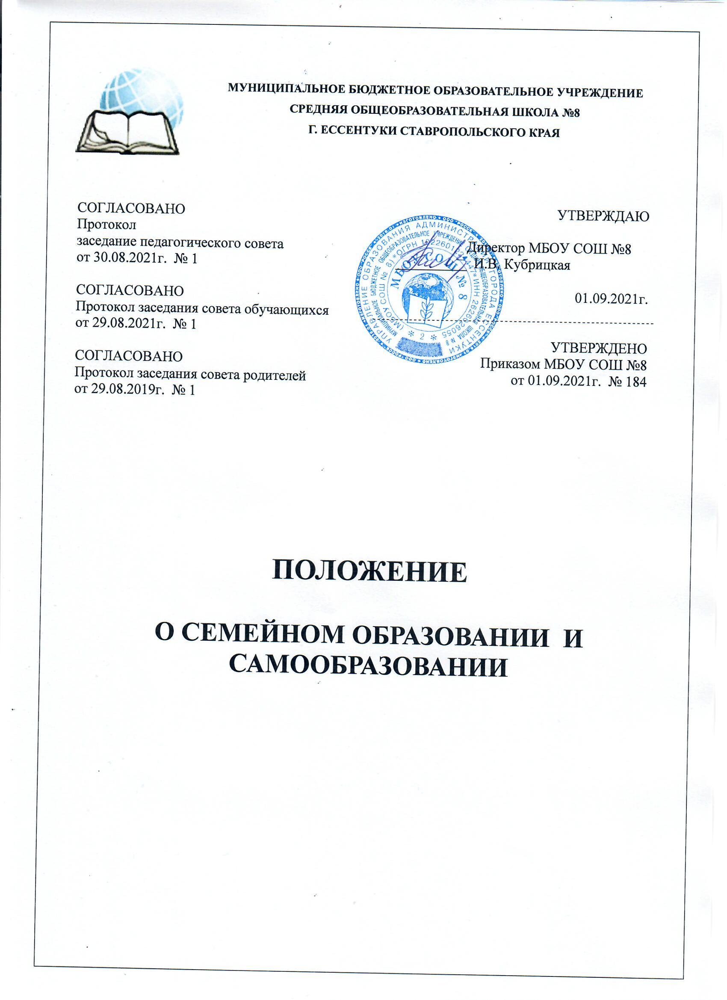 МУНИЦИПАЛЬНОЕ БЮДЖЕТНОЕ ОБРАЗОВАТЕЛЬНОЕ УЧРЕЖДЕНИЕ
СРЕДНЯЯ ОБЩЕОБРАЗОВАТЕЛЬНАЯ ШКОЛА №8
Г. ЕССЕНТУКИ СТАВРОПОЛЬСКОГО КРАЯ
СОГЛАСОВАНО
Протокол
заседание педагогического совета
от 30.08.2021г. № 1
СОГЛАСОВАНО
Протокол заседания совета обучающихся
от 29.08.2021г. № 1
СОГЛАСОВАНО
Протокол заседания совета родителей
от 29.08.2019г. № 1
УТВЕРЖДАЮ
Директор МБОУ СОШ №8
И.В. Кубрицкая
01.09.2021г.
УТВЕРЖДЕНО
Приказом МБОУ СОШ №8
от 01.09.2021г. № 184
УПРАВЛЕНИЕ ОБРАЗОВАНИЯ АДМИНИСТРАЦИИ ГОРОДА ЕССЕНТУКИ
МУНИЦИПАЛЬНОЕ БЮДЖЕТНОЕ ОБЩЕОБРАЗОВАТЕЛЬНОЕ УЧРЕЖДЕНИЕ СРЕДНЯЯ ОБЩЕОБРАЗОВАТЕЛЬНАЯ ШКОЛА № 8
(МБОУ СОШ № 8) * ОГРН * ИНН 2626026055 * 2 *
МБОУ СОШ № 8
ПОЛОЖЕНИЕ
О СЕМЕЙНОМ ОБРАЗОВАНИИ И
САМООБРАЗОВАНИИ